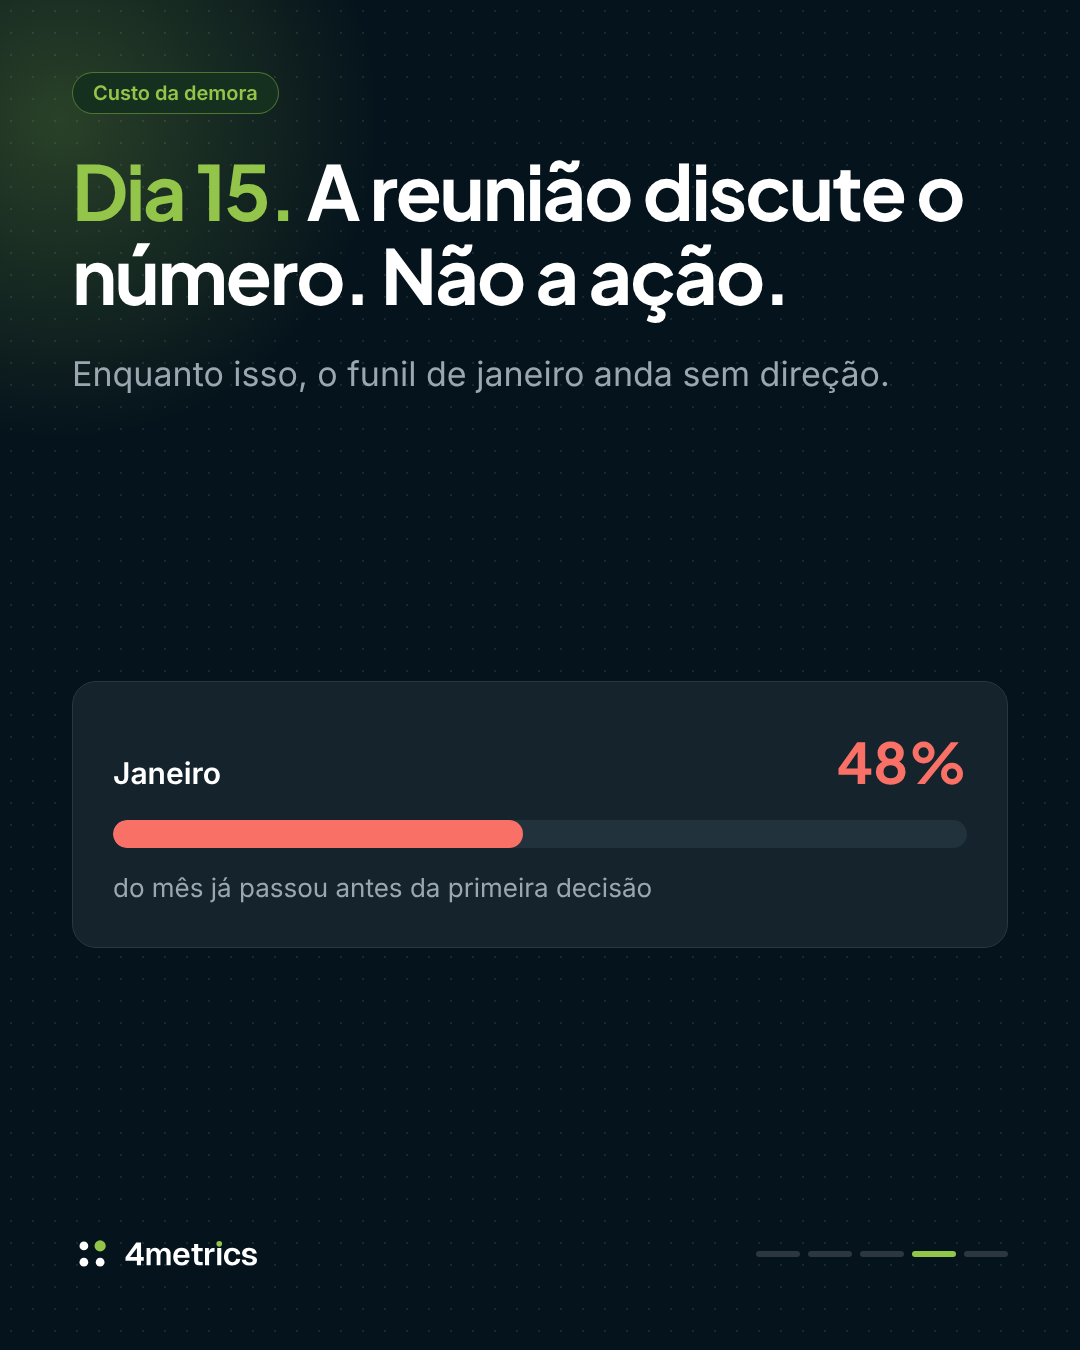 Custo da demora
Dia 15. A reunião discute o
número. Não a ação.
Enquanto isso, o funil de janeiro anda sem direção.
Janeiro
48%
do mês já passou antes da primeira decisão
4metrics